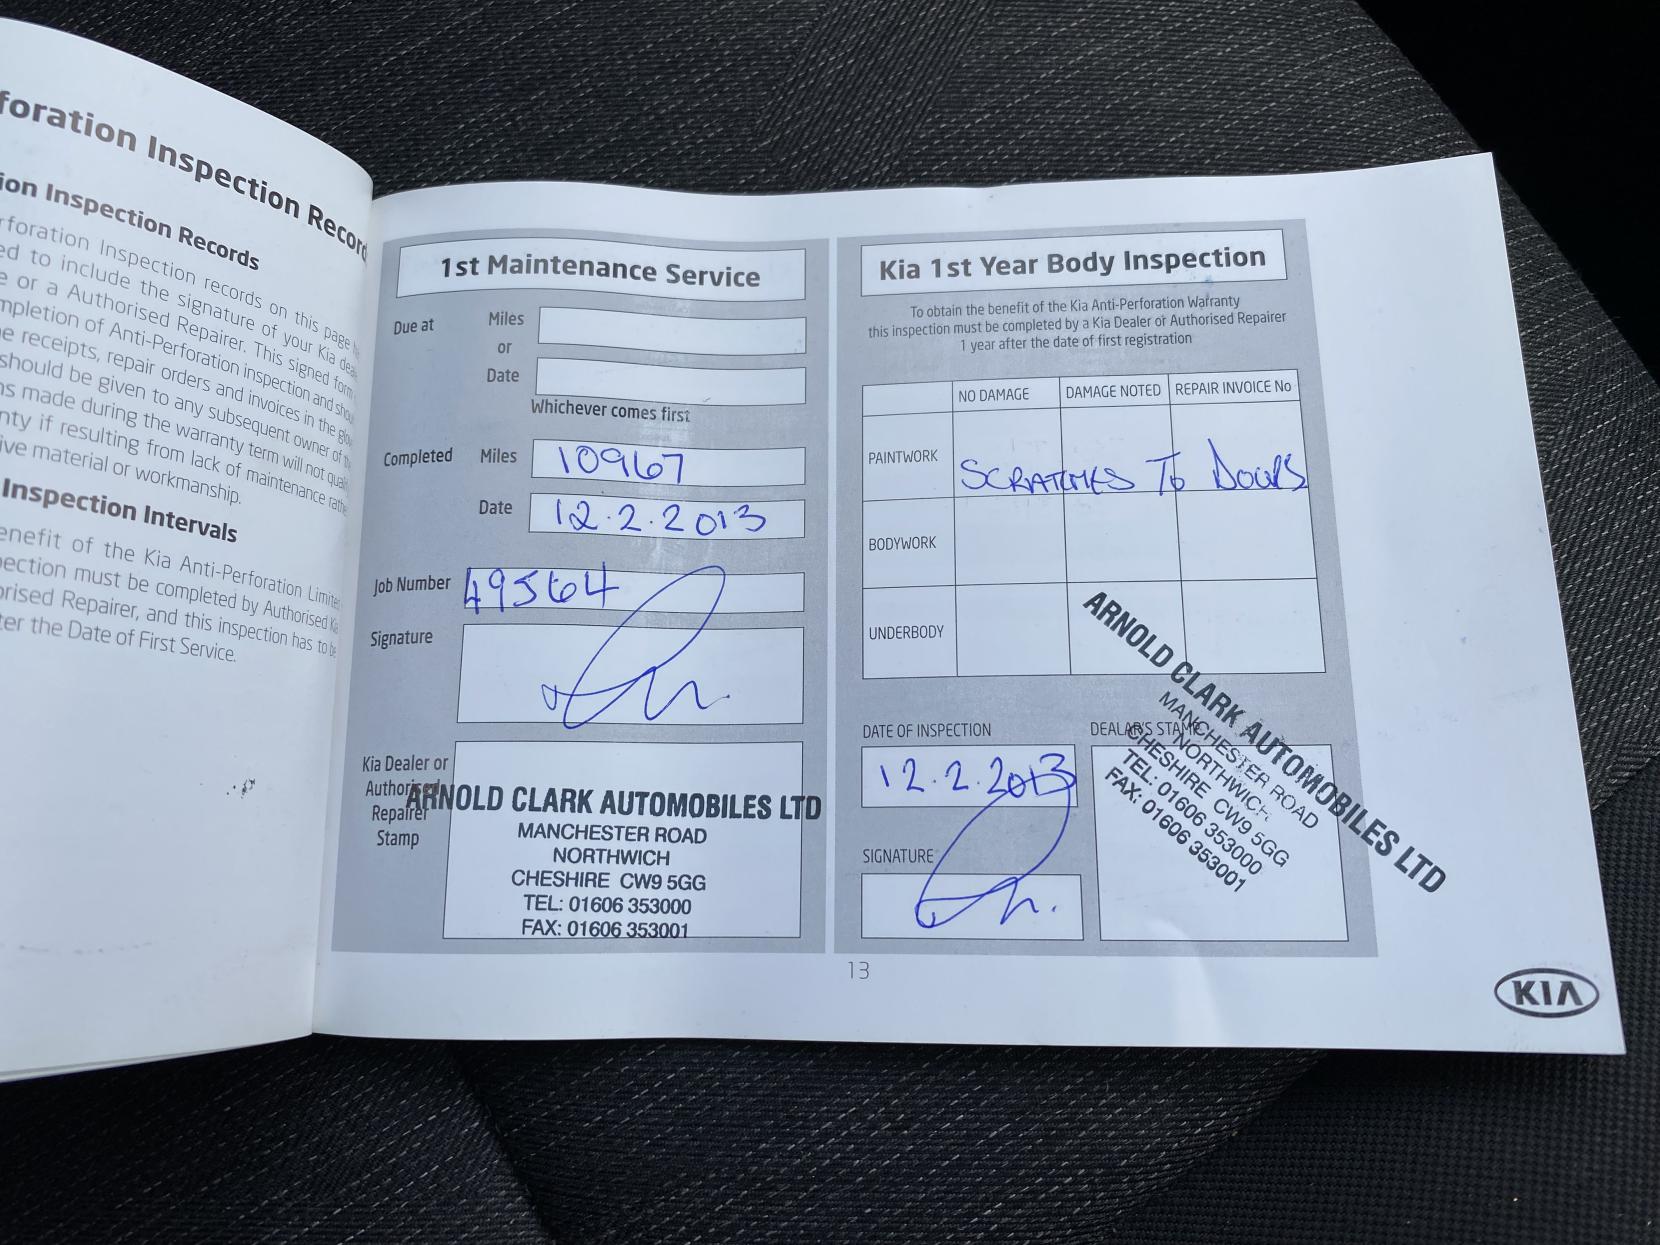 foration Inspection Record
ion Inspection Records
rforation Inspection records on this page
ed to include the signature of your Kia
e or a Authorised Repairer. This signed form
mpletion of Anti-Perforation inspection and
e receipts, repair orders and invoices in the
should be given to any subsequent owner of
ns made during the warranty term will not
nty if resulting from lack of maintenance
ive material or workmanship.
Inspection Intervals
enefit of the Kia Anti-Perforation
pection must be completed by Authorised
orised Repairer, and this inspection has to
ter the Date of First Service.
1st Maintenance Service
Due at Miles
or
Date
Whichever comes first
Completed Miles 10967
Date 12.2.2013
Job Number 49564
Signature
Kia Dealer or
Authorised
Repairer
Stamp
ARNOLD CLARK AUTOMOBILES LTD
MANCHESTER ROAD
NORTHWICH
CHESHIRE CW9 5GG
TEL: 01606 353000
FAX: 01606 353001
Kia 1st Year Body Inspection
To obtain the benefit of the Kia Anti-Perforation Warranty
this inspection must be completed by a Kia Dealer or Authorised Repairer
1 year after the date of first registration
NO DAMAGE DAMAGE NOTED REPAIR INVOICE No
PAINTWORK SCRATCHES TO DOORS
BODYWORK
UNDERBODY
DATE OF INSPECTION
12.2.2013
SIGNATURE
DEALAR'S STAMP
ARNOLD CLARK AUTOMOBILES LTD
MANCHESTER ROAD
NORTHWICH
CHESHIRE CW9 5GG
TEL: 01606 353000
FAX: 01606 353001
13
KIA